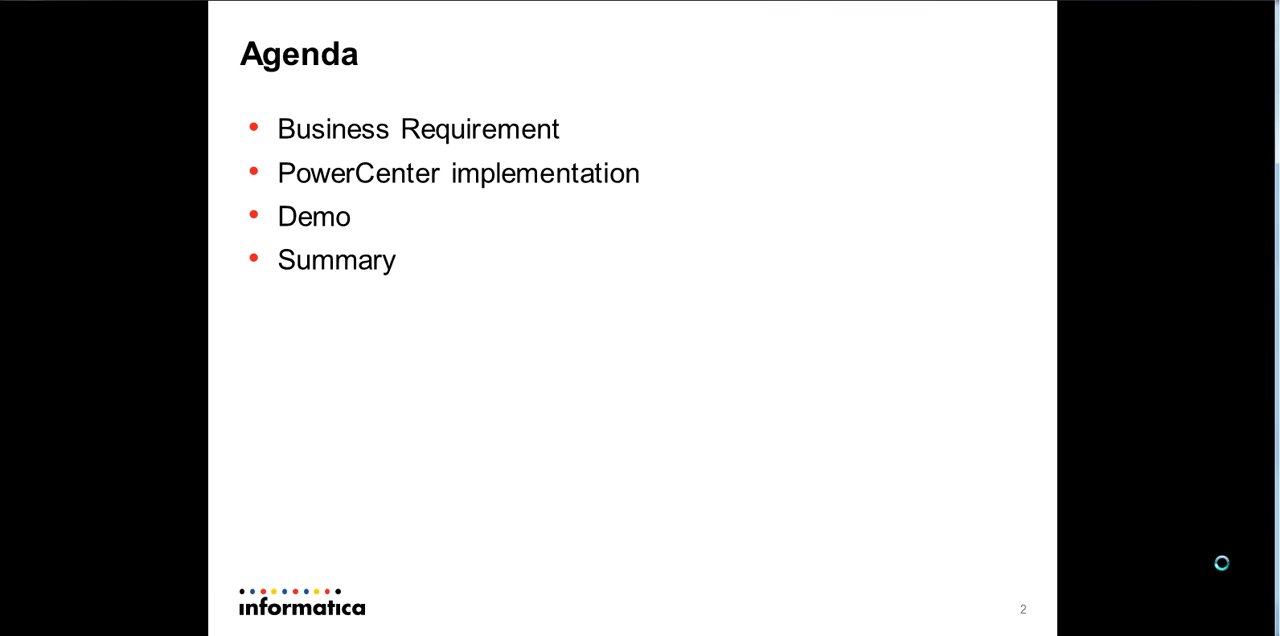 Agenda
• Business Requirement
• PowerCenter implementation
• Demo
• Summary
informatica
2